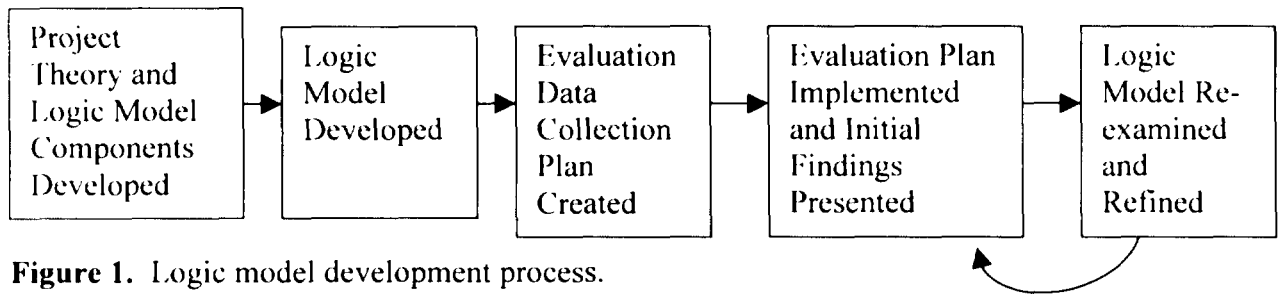 Project
Theory and
Logic Model
Components
Developed
Logic
Model
Developed
Evaluation
Data
Collection
Plan
Created
Evaluation Plan
Implemented
and Initial
Findings
Presented
Logic
Model Re-
examined
and
Refined
Figure 1. Logic model development process.